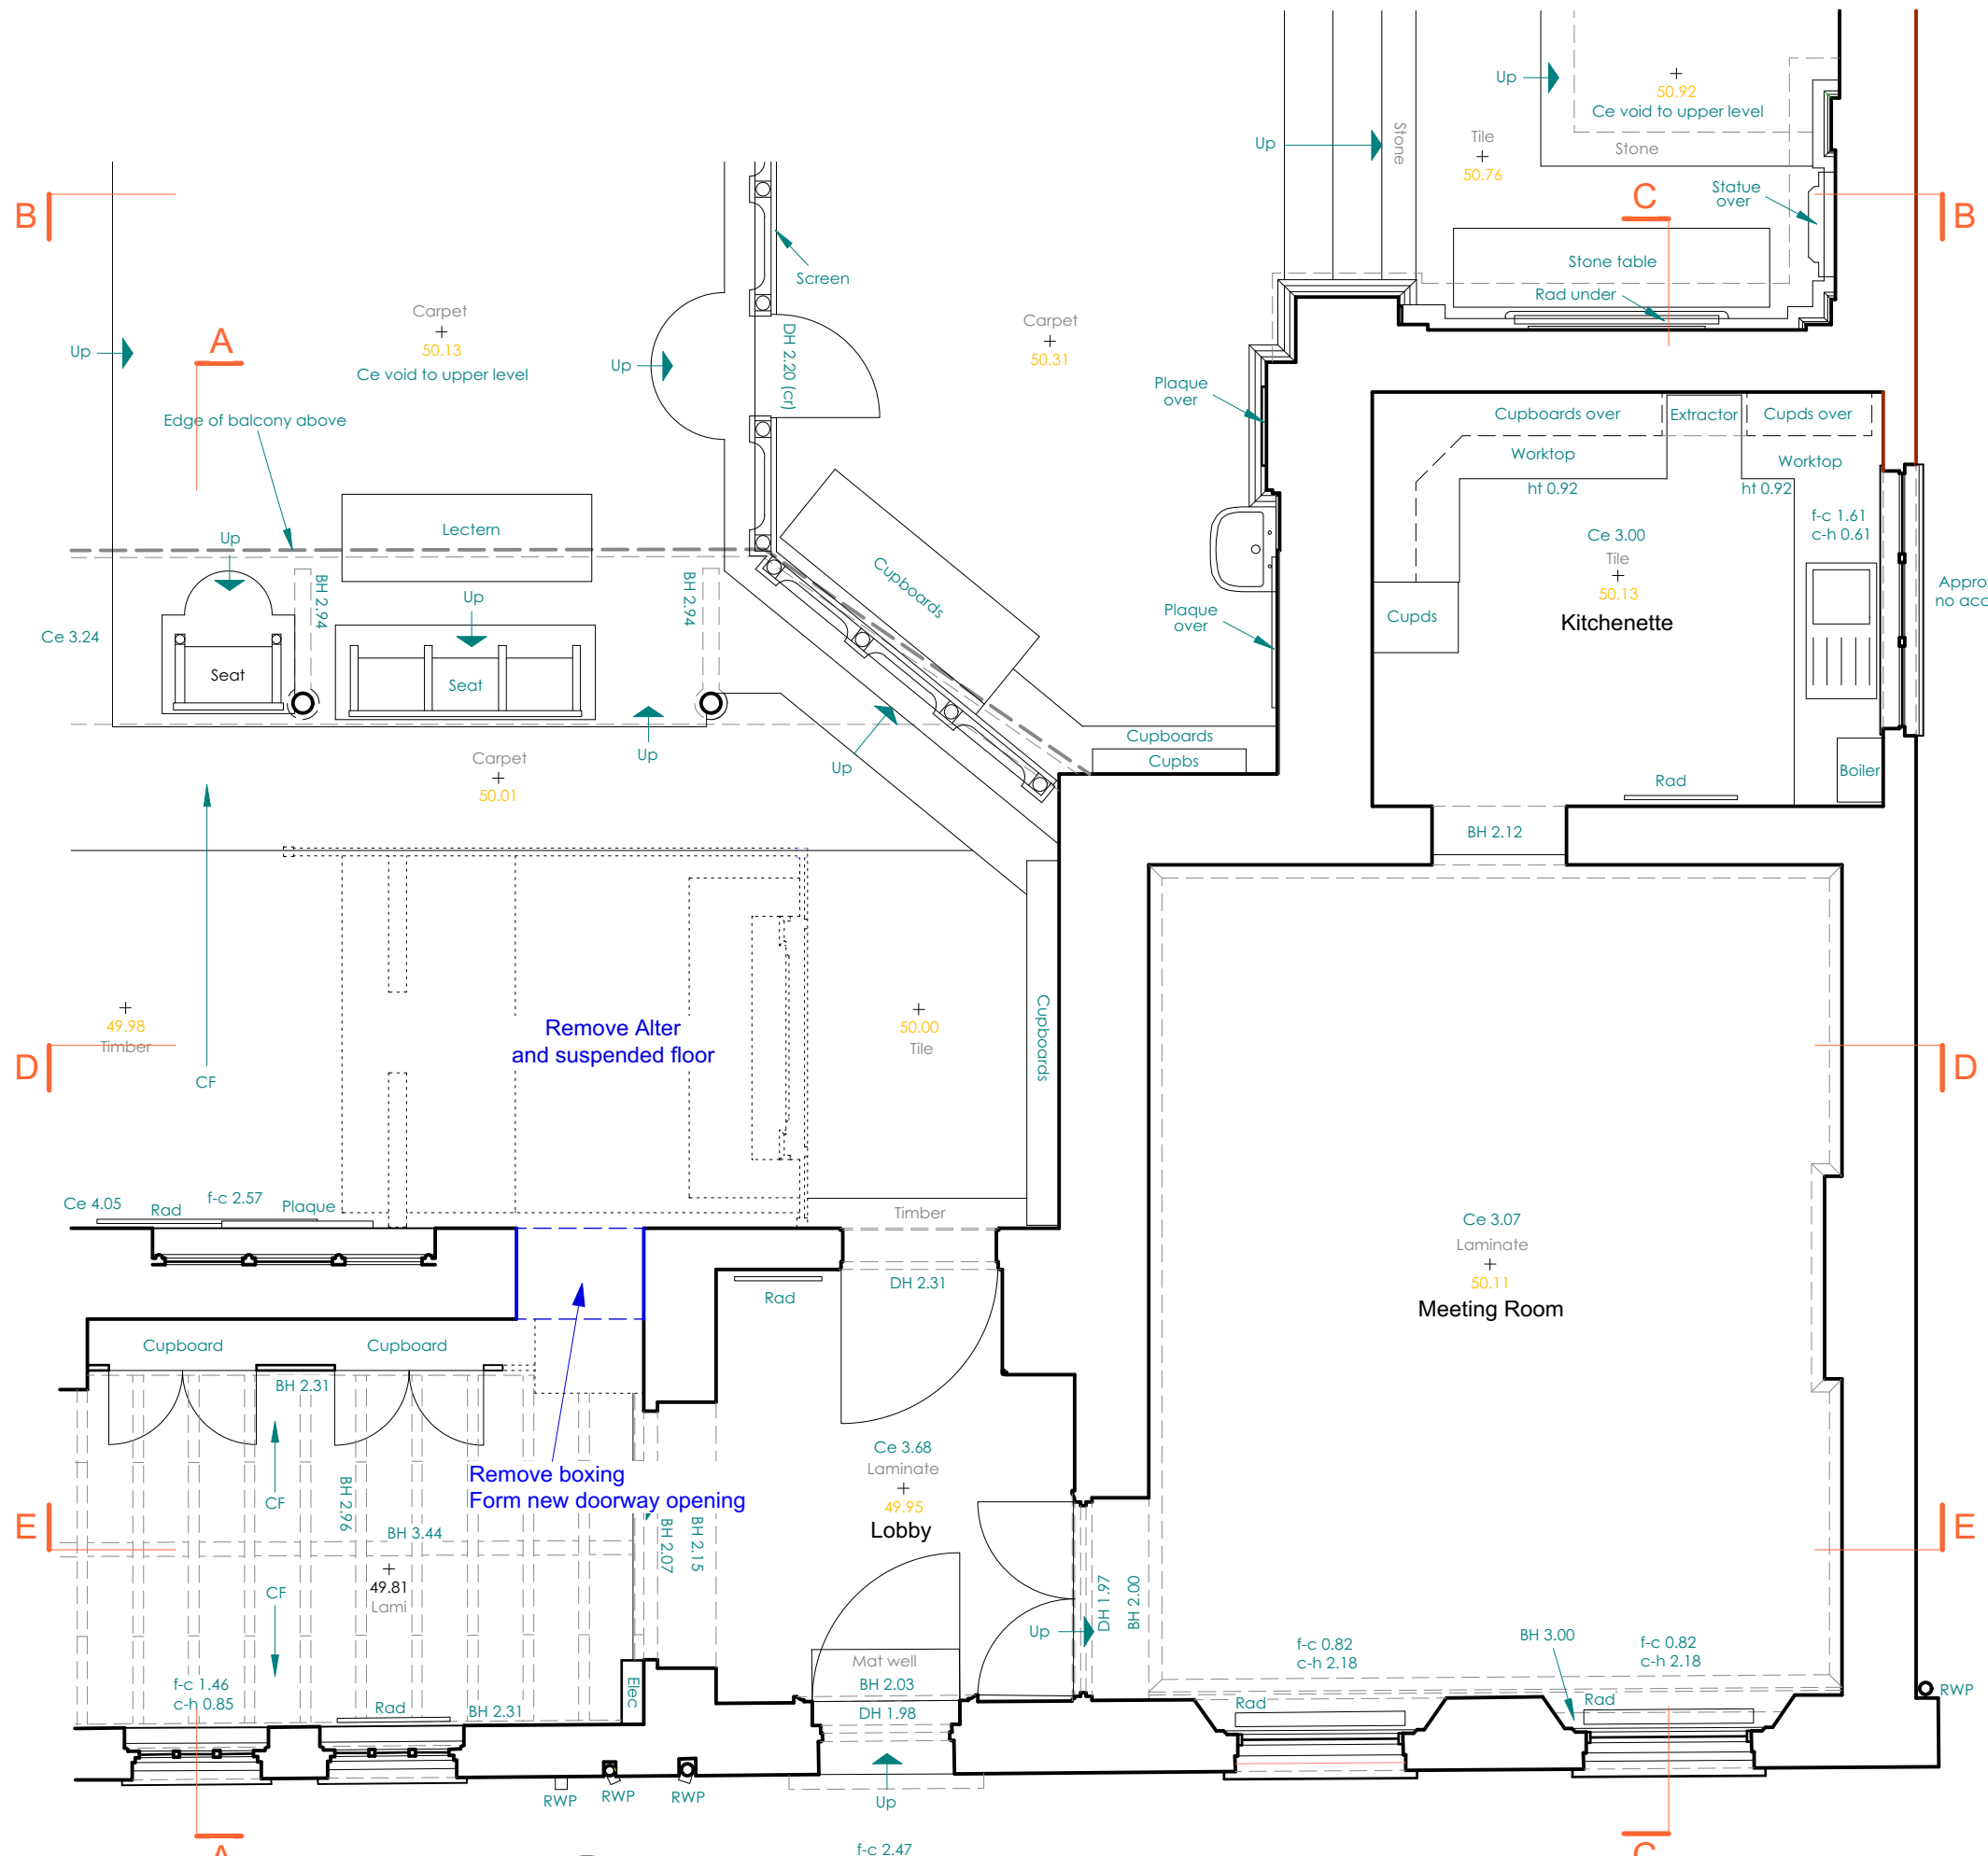 Up
50.92
Ce void to upper level
Stone
Tile
50.76
Stone
Up
Statue
over
B
B
C
Stone table
Rad under
Screen
Carpet
50.13
Ce void to upper level
Up
A
Up
DH 2.20 (cr)
Carpet
50.31
Plaque
over
Edge of balcony above
Cupboards over
Extractor
Cupds over
Worktop
Worktop
ht 0.92
ht 0.92
f-c 1.61
c-h 0.61
Ce 3.00
Tile
50.13
Kitchenette
Cupds
Lectern
Up
BH 2.94
Up
BH 2.94
Cupboards
Plaque
over
Ce 3.24
Seat
Seat
Carpet
50.01
Up
Up
Cupboards
Cupbs
Rad
Boiler
BH 2.12
49.98
Timber
D
D
CF
Remove Alter
and suspended floor
50.00
Tile
Cupboards
Ce 4.05
Rad
f-c 2.57
Plaque
Timber
DH 2.31
Rad
Ce 3.07
Laminate
50.11
Meeting Room
Cupboard
Cupboard
BH 2.31
CF
BH 2.96
BH 3.44
Remove boxing
Form new doorway opening
Ce 3.68
Laminate
49.95
Lobby
E
E
49.81
Lami
CF
BH 2.07
BH 2.15
DH 1.97
BH 2.00
Up
f-c 1.46
c-h 0.85
Rad
BH 2.31
Elec
Mat well
BH 2.03
DH 1.98
f-c 0.82
c-h 2.18
BH 3.00
f-c 0.82
c-h 2.18
Rad
Rad
RWP
RWP
RWP
RWP
Up
f-c 2.47